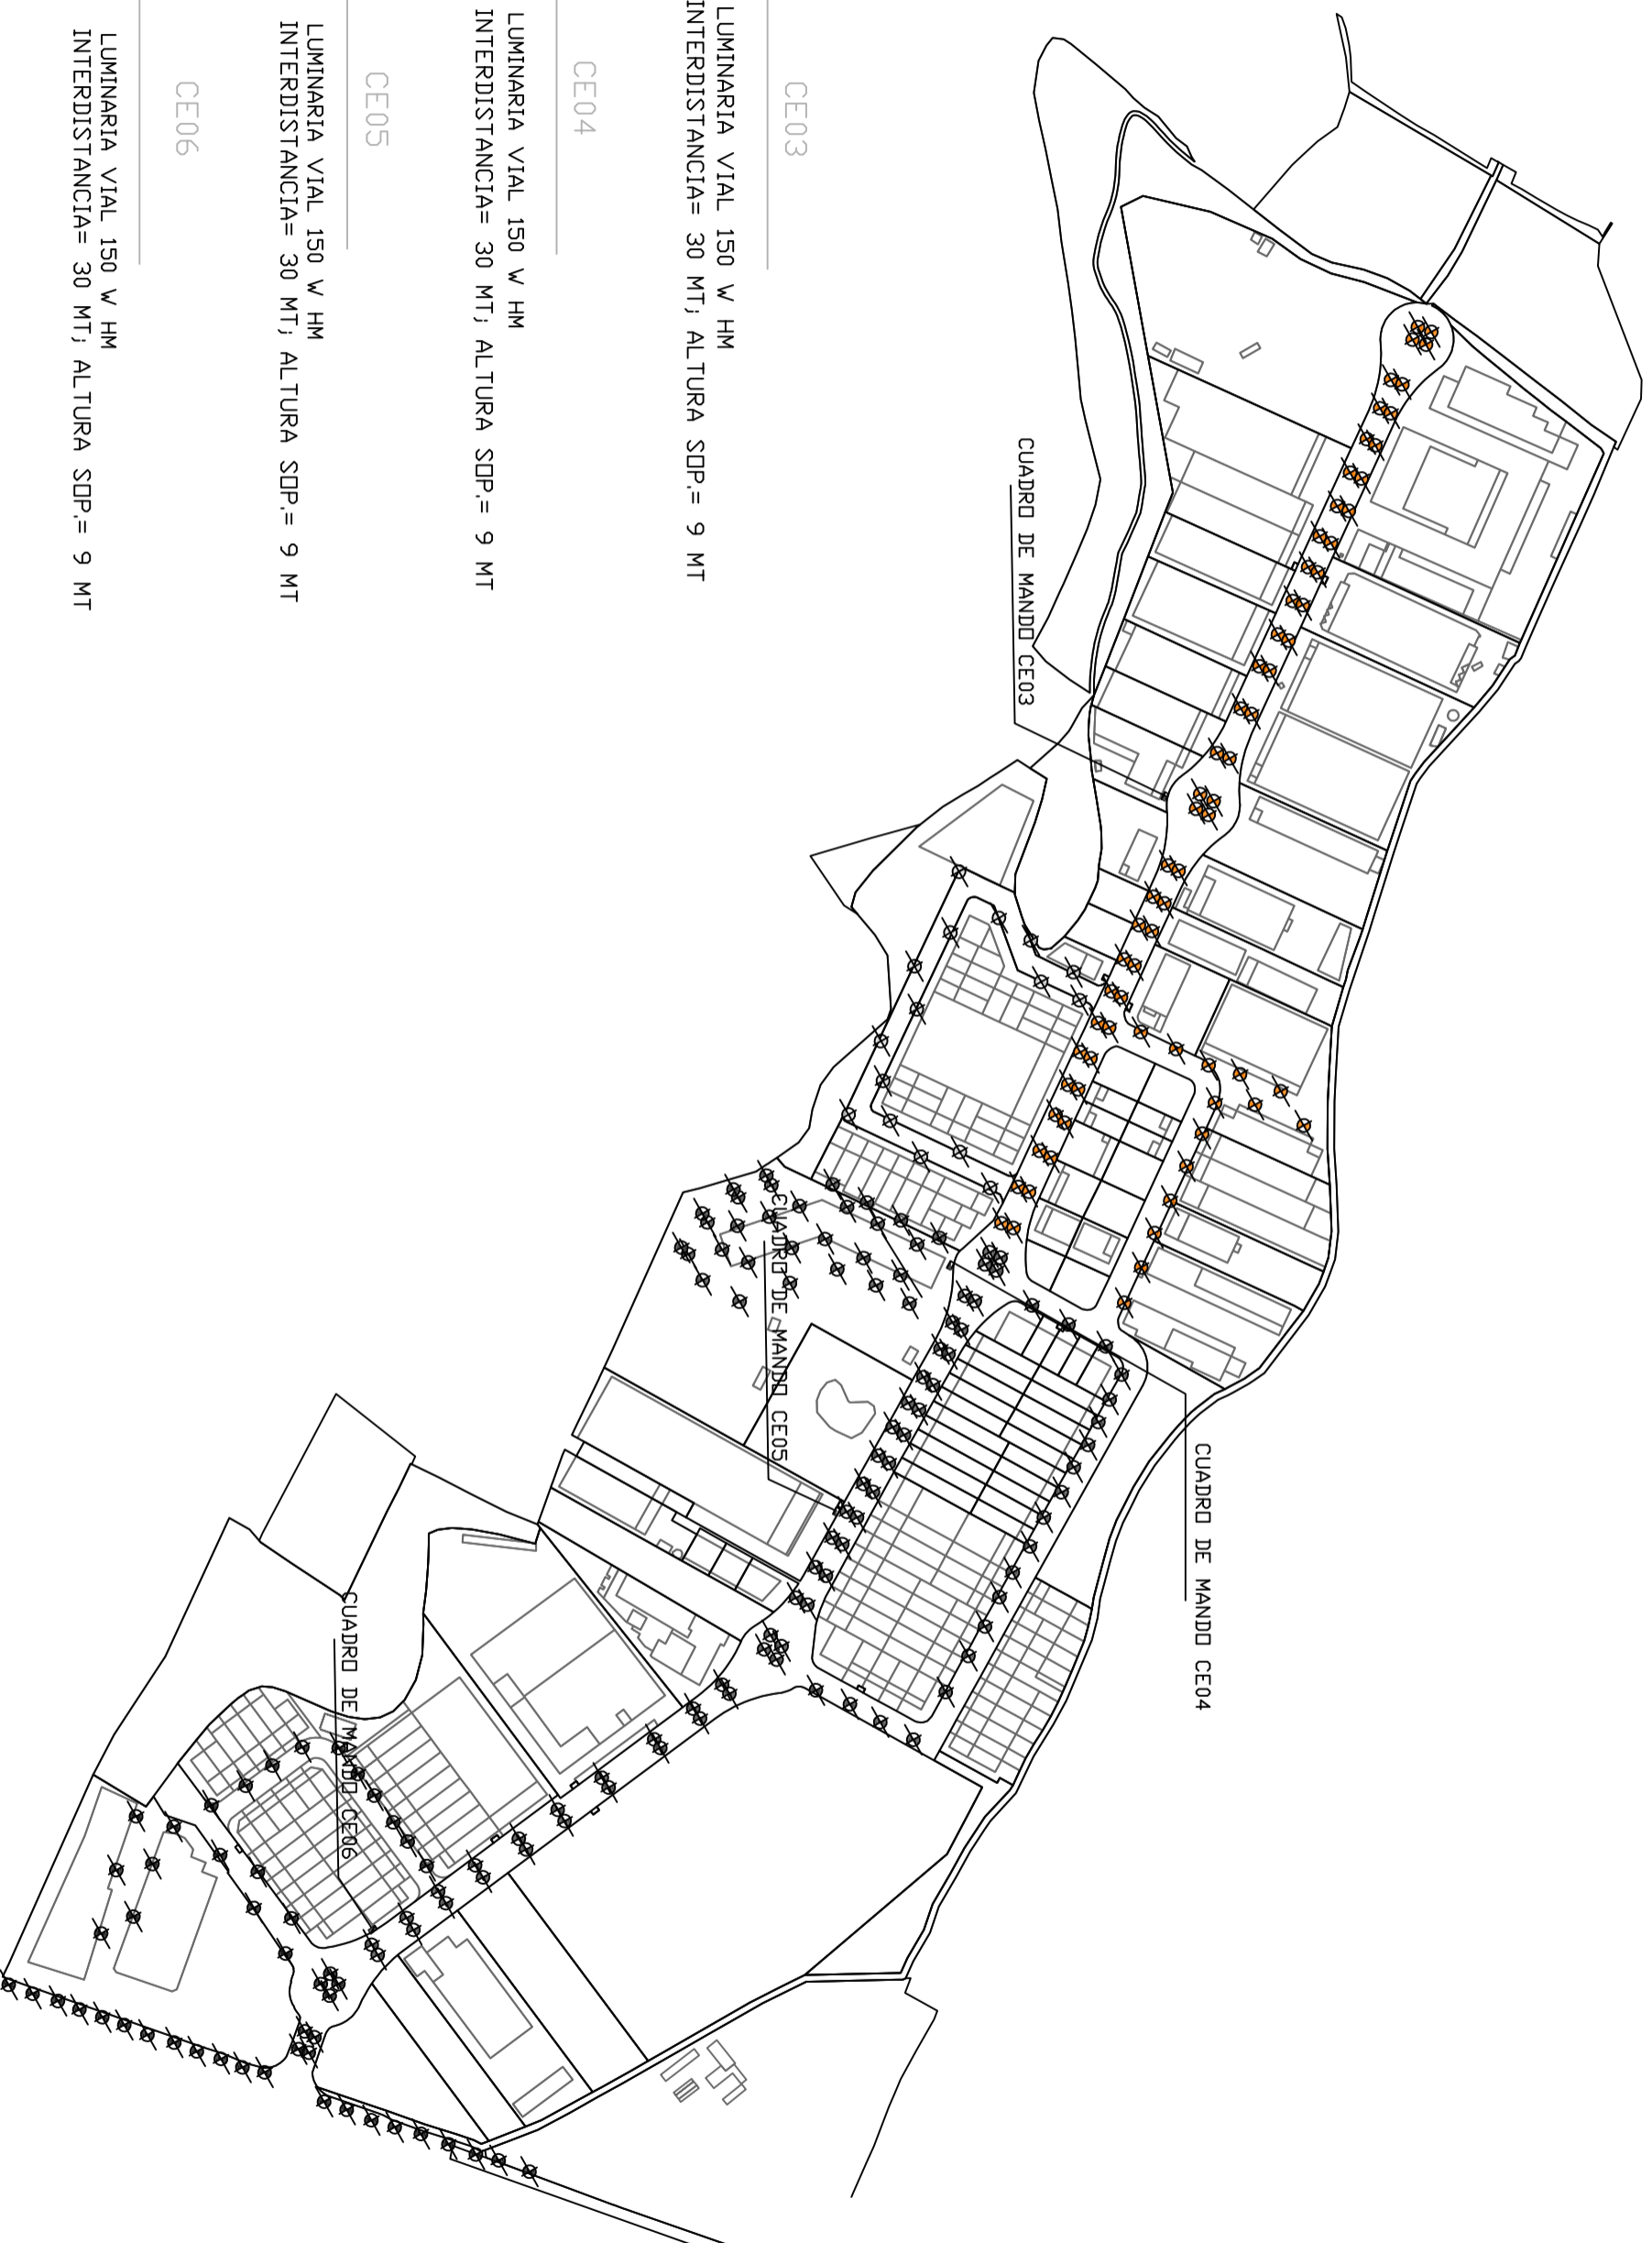 CE03
LUMINARIA VIAL 150 W HM
INTERDISTANCIA= 30 MT; ALTURA SOP.= 9 MT
CE04
LUMINARIA VIAL 150 W HM
INTERDISTANCIA= 30 MT; ALTURA SOP.= 9 MT
CE05
LUMINARIA VIAL 150 W HM
INTERDISTANCIA= 30 MT; ALTURA SOP.= 9 MT
CE06
LUMINARIA VIAL 150 W HM
INTERDISTANCIA= 30 MT; ALTURA SOP.= 9 MT
CUADRO DE MANDO CE03
CUADRO DE MANDO CE04
CUADRO DE MANDO CE05
CUADRO DE MANDO CE06